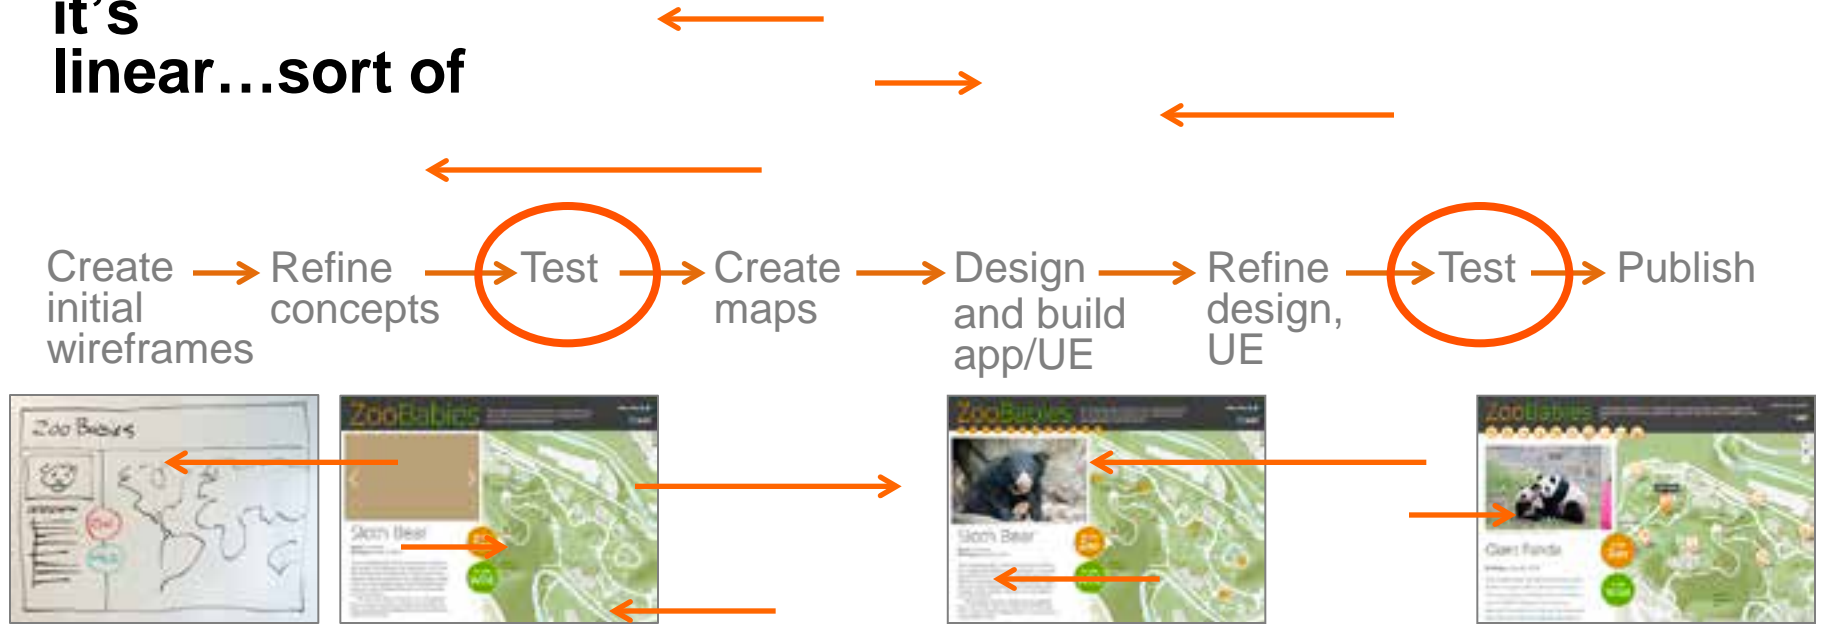 it's
linear…sort of
Create
initial
wireframes
Refine
concepts
Test
Create
maps
Design
and build
app/UE
Refine
design,
UE
Test
Publish
Zoo Babies
ZooBabies
Sloth Bear
ZooBabies
Sloth Bear
ZooBabies
Giant Panda